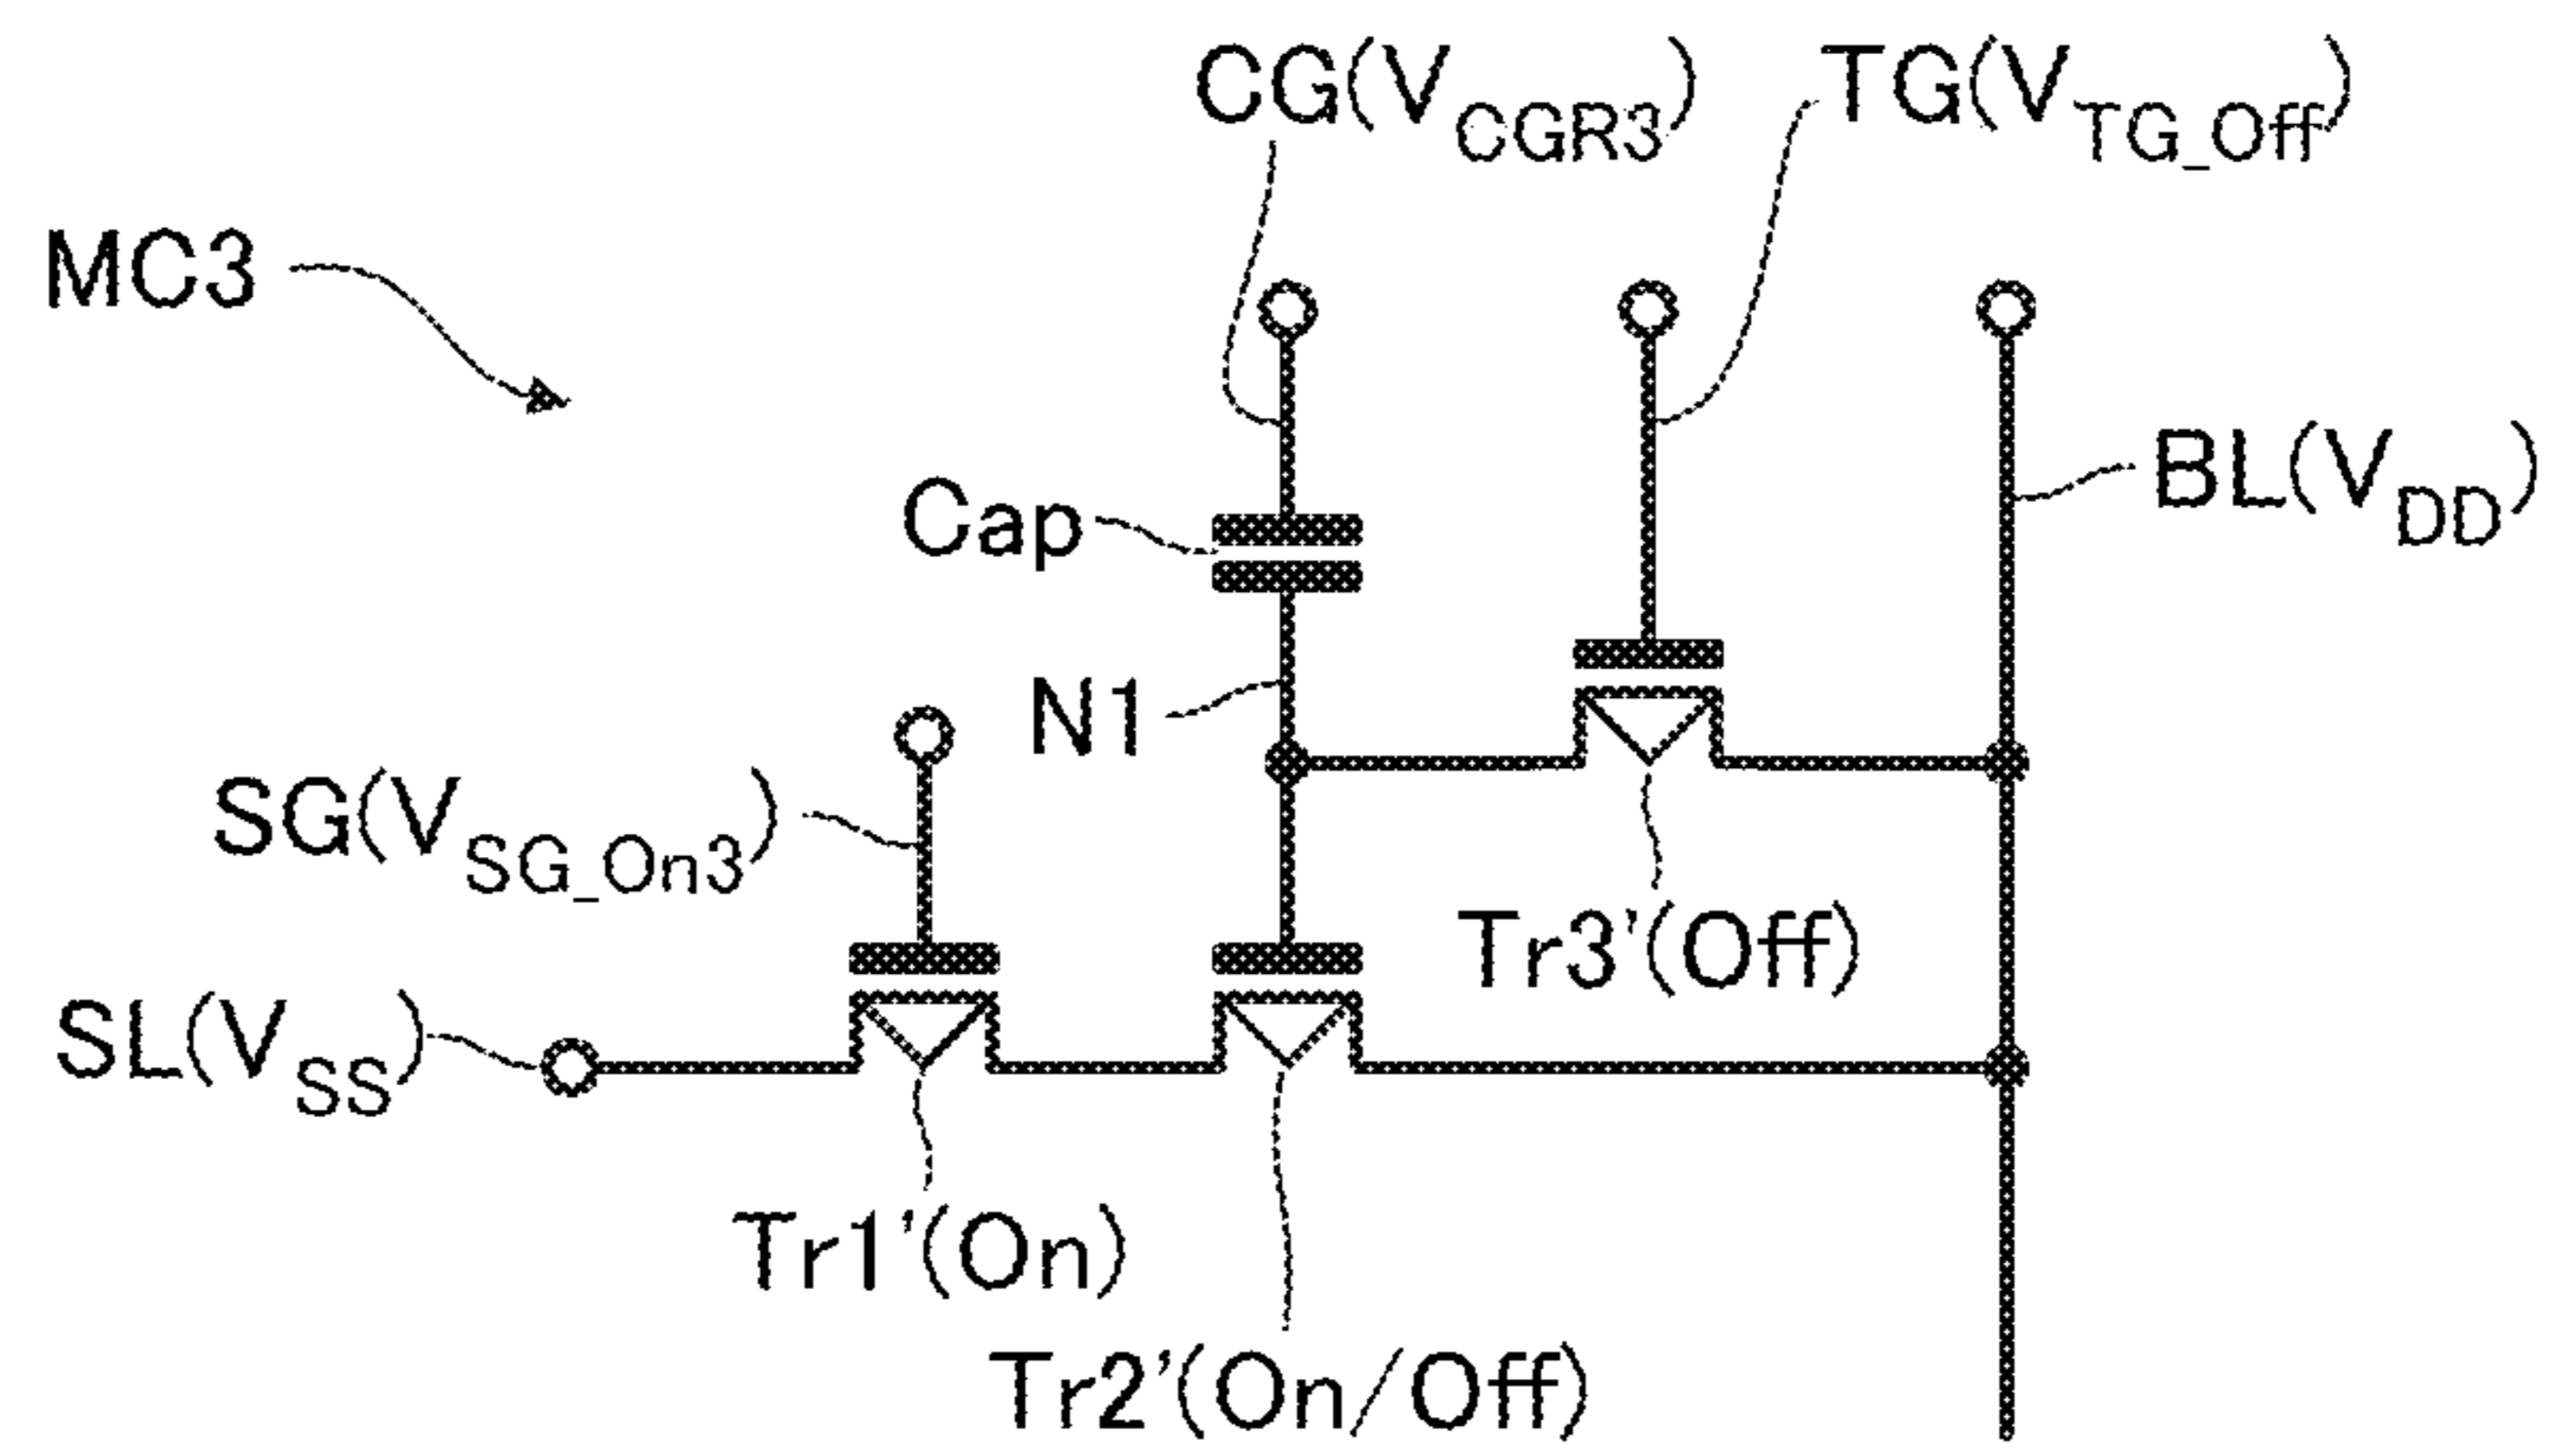 CG(VCGR3)
TG(VTG_Off)
MC3
BL(VDD)
Cap
N1
SG(VSG_On3)
Tr3'(Off)
SL(VSS)
Tr1'(On)
Tr2'(On/Off)